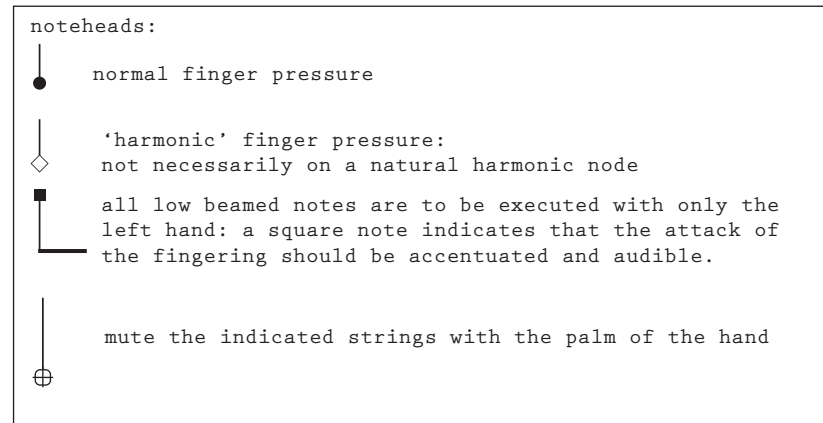 noteheads:
normal finger pressure
‘harmonic’ finger pressure:
not necessarily on a natural harmonic node
all low beamed notes are to be executed with only the
left hand: a square note indicates that the attack of
the fingering should be accentuated and audible.
mute the indicated strings with the palm of the hand